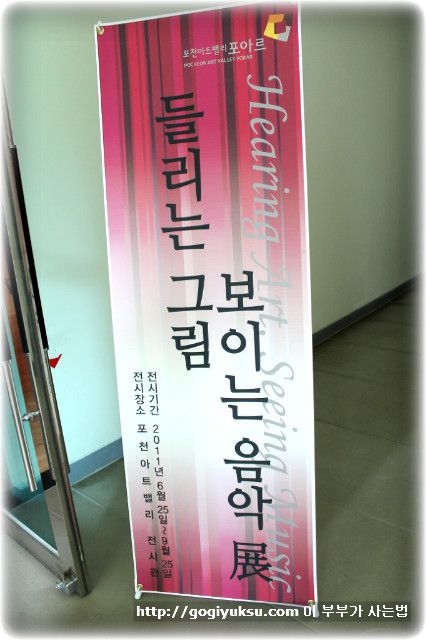 포천아트밸리 포아르
POCHEON ART VALLEY FORAR
Hearing Art. Seeing Music
들리는 그림
보이는 음악 展
전시기간 2011년 6월 25일~9월 25일
전시장소 포천아트밸리 전시관
http://gogiyuksu.com 이 부부가 사는법